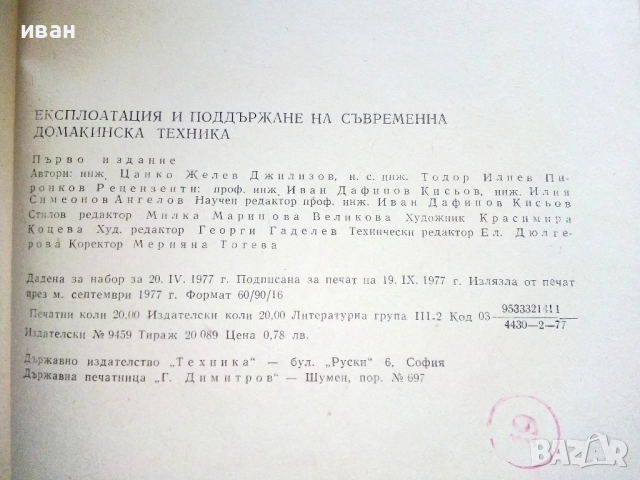 иван
ЕКСПЛОАТАЦИЯ И ПОДДЪРЖАНЕ НА СЪВРЕМЕННА
ДОМАКИНСКА ТЕХНИКА
Първо издание
Автори: инж. Цанко Желев Джилизов, н. с. инж. Тодор Илиев Пи-
ронков Рецензенти: проф. инж. Иван Дафинов Кисьов, инж. Илия
Симеонов Ангелов Научен редактор проф. инж. Иван Дафинов Кисьов
Стилов редактор Милка Маринова Великова Художник Красимира
Коцева Худ. редактор Георги Гаделев Технически редактор Ел. Дюлге-
рова Коректор Мерияна Тотева
Дадена за набор за 20. IV. 1977 г. Подписана за печат на 19. IX. 1977 г. Излязла от печат
през м. септември 1977 г. Формат 60/90/16
Печатни коли 20,00 Издателски коли 20,00 Литературна група III-2 Код 03 9533321411
4430—2—77
Издателски № 9459 Тираж 20 089 Цена 0,78 лв.
Държавно издателство „Техника" — бул. „Руски" 6, София
Държавна печатница „Г. Димитров" — Шумен, пор. № 697
BAZAR